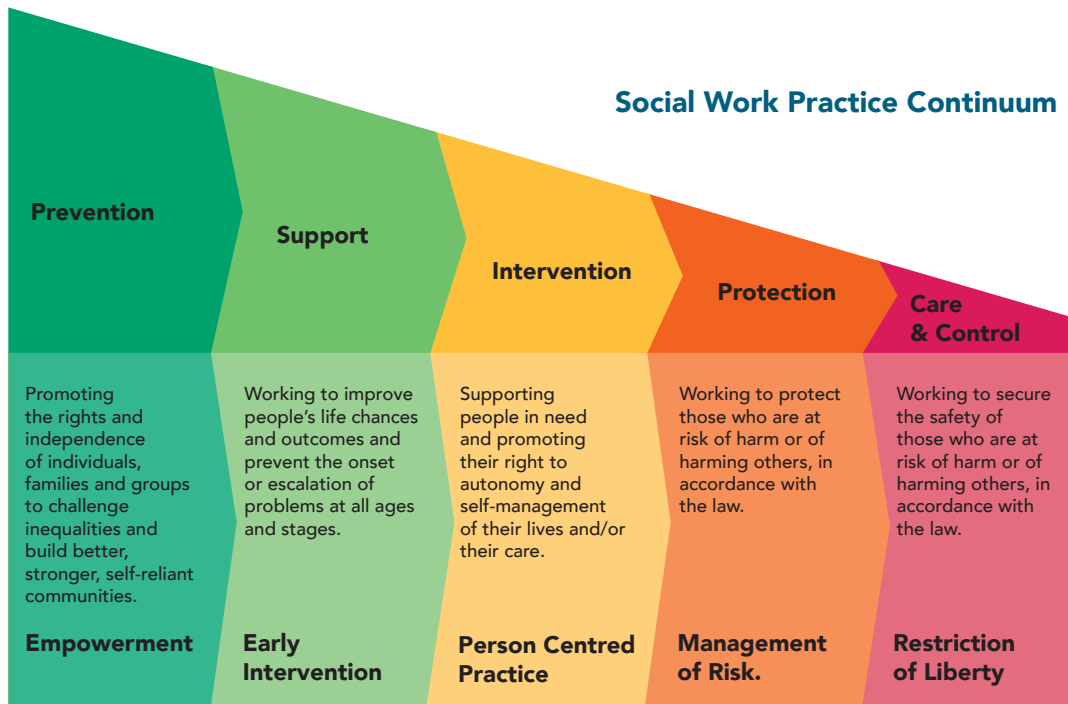 Social Work Practice Continuum
Prevention
Support
Intervention
Protection
Care
& Control
Promoting
the rights and
independence
of individuals,
families and groups
to challenge
inequalities and
build better,
stronger, self-reliant
communities.
Empowerment
Working to improve
people’s life chances
and outcomes and
prevent the onset
or escalation of
problems at all ages
and stages.
Early
Intervention
Supporting
people in need
and promoting
their right to
autonomy and
self-management
of their lives and/or
their care.
Person Centred
Practice
Working to protect
those who are at
risk of harm or of
harming others, in
accordance with
the law.
Management
of Risk.
Working to secure
the safety of
those who are at
risk of harm or of
harming others, in
accordance with
the law.
Restriction
of Liberty